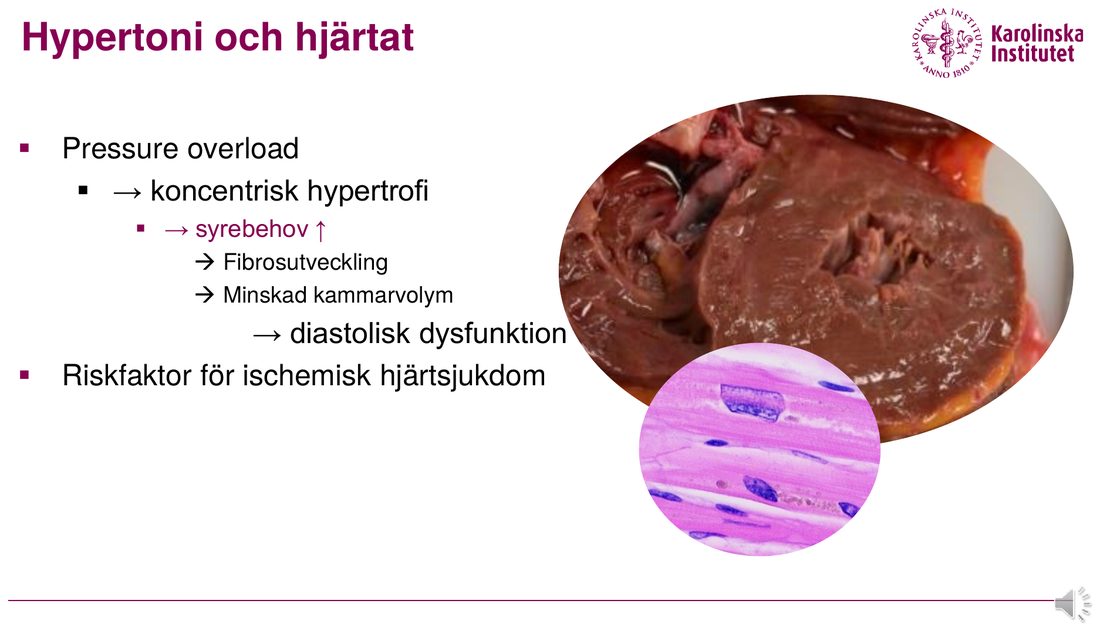 Hypertoni och hjärtat
KAROLINSKA INSTITUTET
ANNO 1810
Karolinska
Institutet
▪ Pressure overload
▪ → koncentrisk hypertrofi
▪ → syrebehov ↑
→ Fibrosutveckling
→ Minskad kammarvolym
→ diastolisk dysfunktion
▪ Riskfaktor för ischemisk hjärtsjukdom